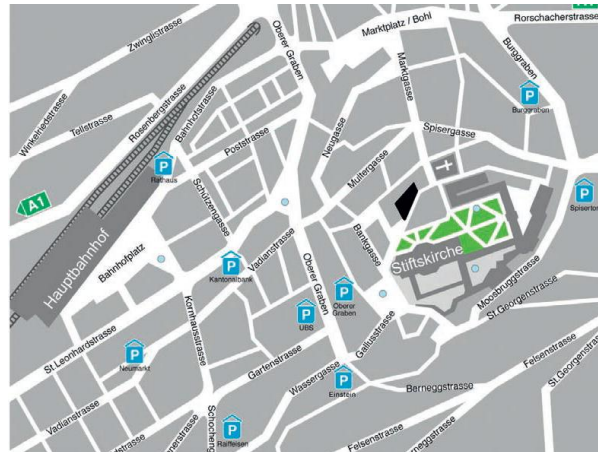 Zwinglistrasse
Oberer Graben
Marktplatz / Bohl
Rorschacherstrasse
Burggraben
Winkelriedstrasse
Tellstrasse
Rosenbergstrasse
Bahnhofstrasse
Poststrasse
Neugasse
Marktgasse
P
Burggraben
Spisergasse
P
Rathaus
Multergasse
A1
Schützengasse
P
Spisertor
Hauptbahnhof
Bahnhofplatz
Vadianstrasse
Bankgasse
Stiftskirche
P
Kantonalbank
Oberer Graben
P
Oberer
Graben
Moosbruggstrasse
St.Georgenstrasse
P
UBS
Kornhausstrasse
Gallusstrasse
St.Leonhardstrasse
P
Neumarkt
Gartenstrasse
Wassergasse
P
Einstein
Berneggstrasse
Felsenstrasse
St.Georgenstrasse
Vadianstrasse
P
Raiffeisen
Felsenstrasse